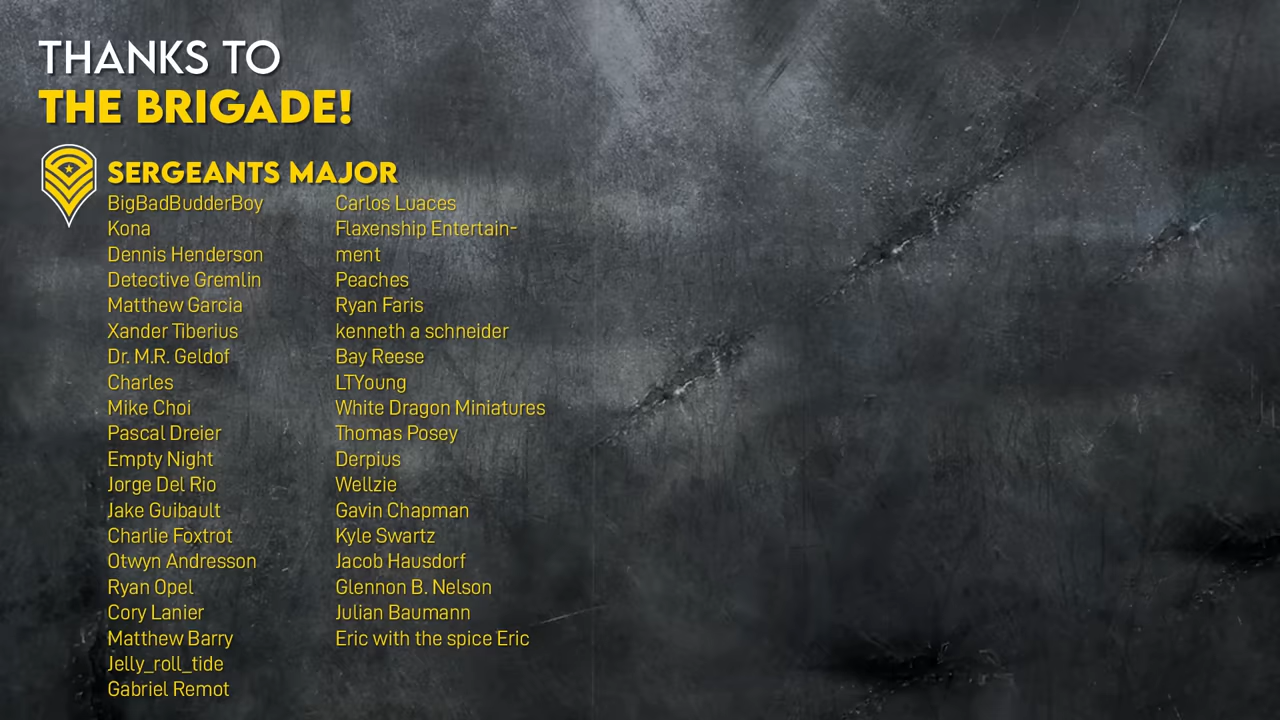 THANKS TO
THE BRIGADE!
SERGEANTS MAJOR
BigBadBudderBoy
Kona
Dennis Henderson
Detective Gremlin
Matthew Garcia
Xander Tiberius
Dr. M.R. Geldof
Charles
Mike Choi
Pascal Dreier
Empty Night
Jorge Del Rio
Jake Guibault
Charlie Foxtrot
Otwyn Andresson
Ryan Opel
Cory Lanier
Matthew Barry
Jelly_roll_tide
Gabriel Remot
Carlos Luaces
Flaxenship Entertain-
ment
Peaches
Ryan Faris
kenneth a schneider
Bay Reese
LTYoung
White Dragon Miniatures
Thomas Posey
Derpius
Wellzie
Gavin Chapman
Kyle Swartz
Jacob Hausdorf
Glennon B. Nelson
Julian Baumann
Eric with the spice Eric